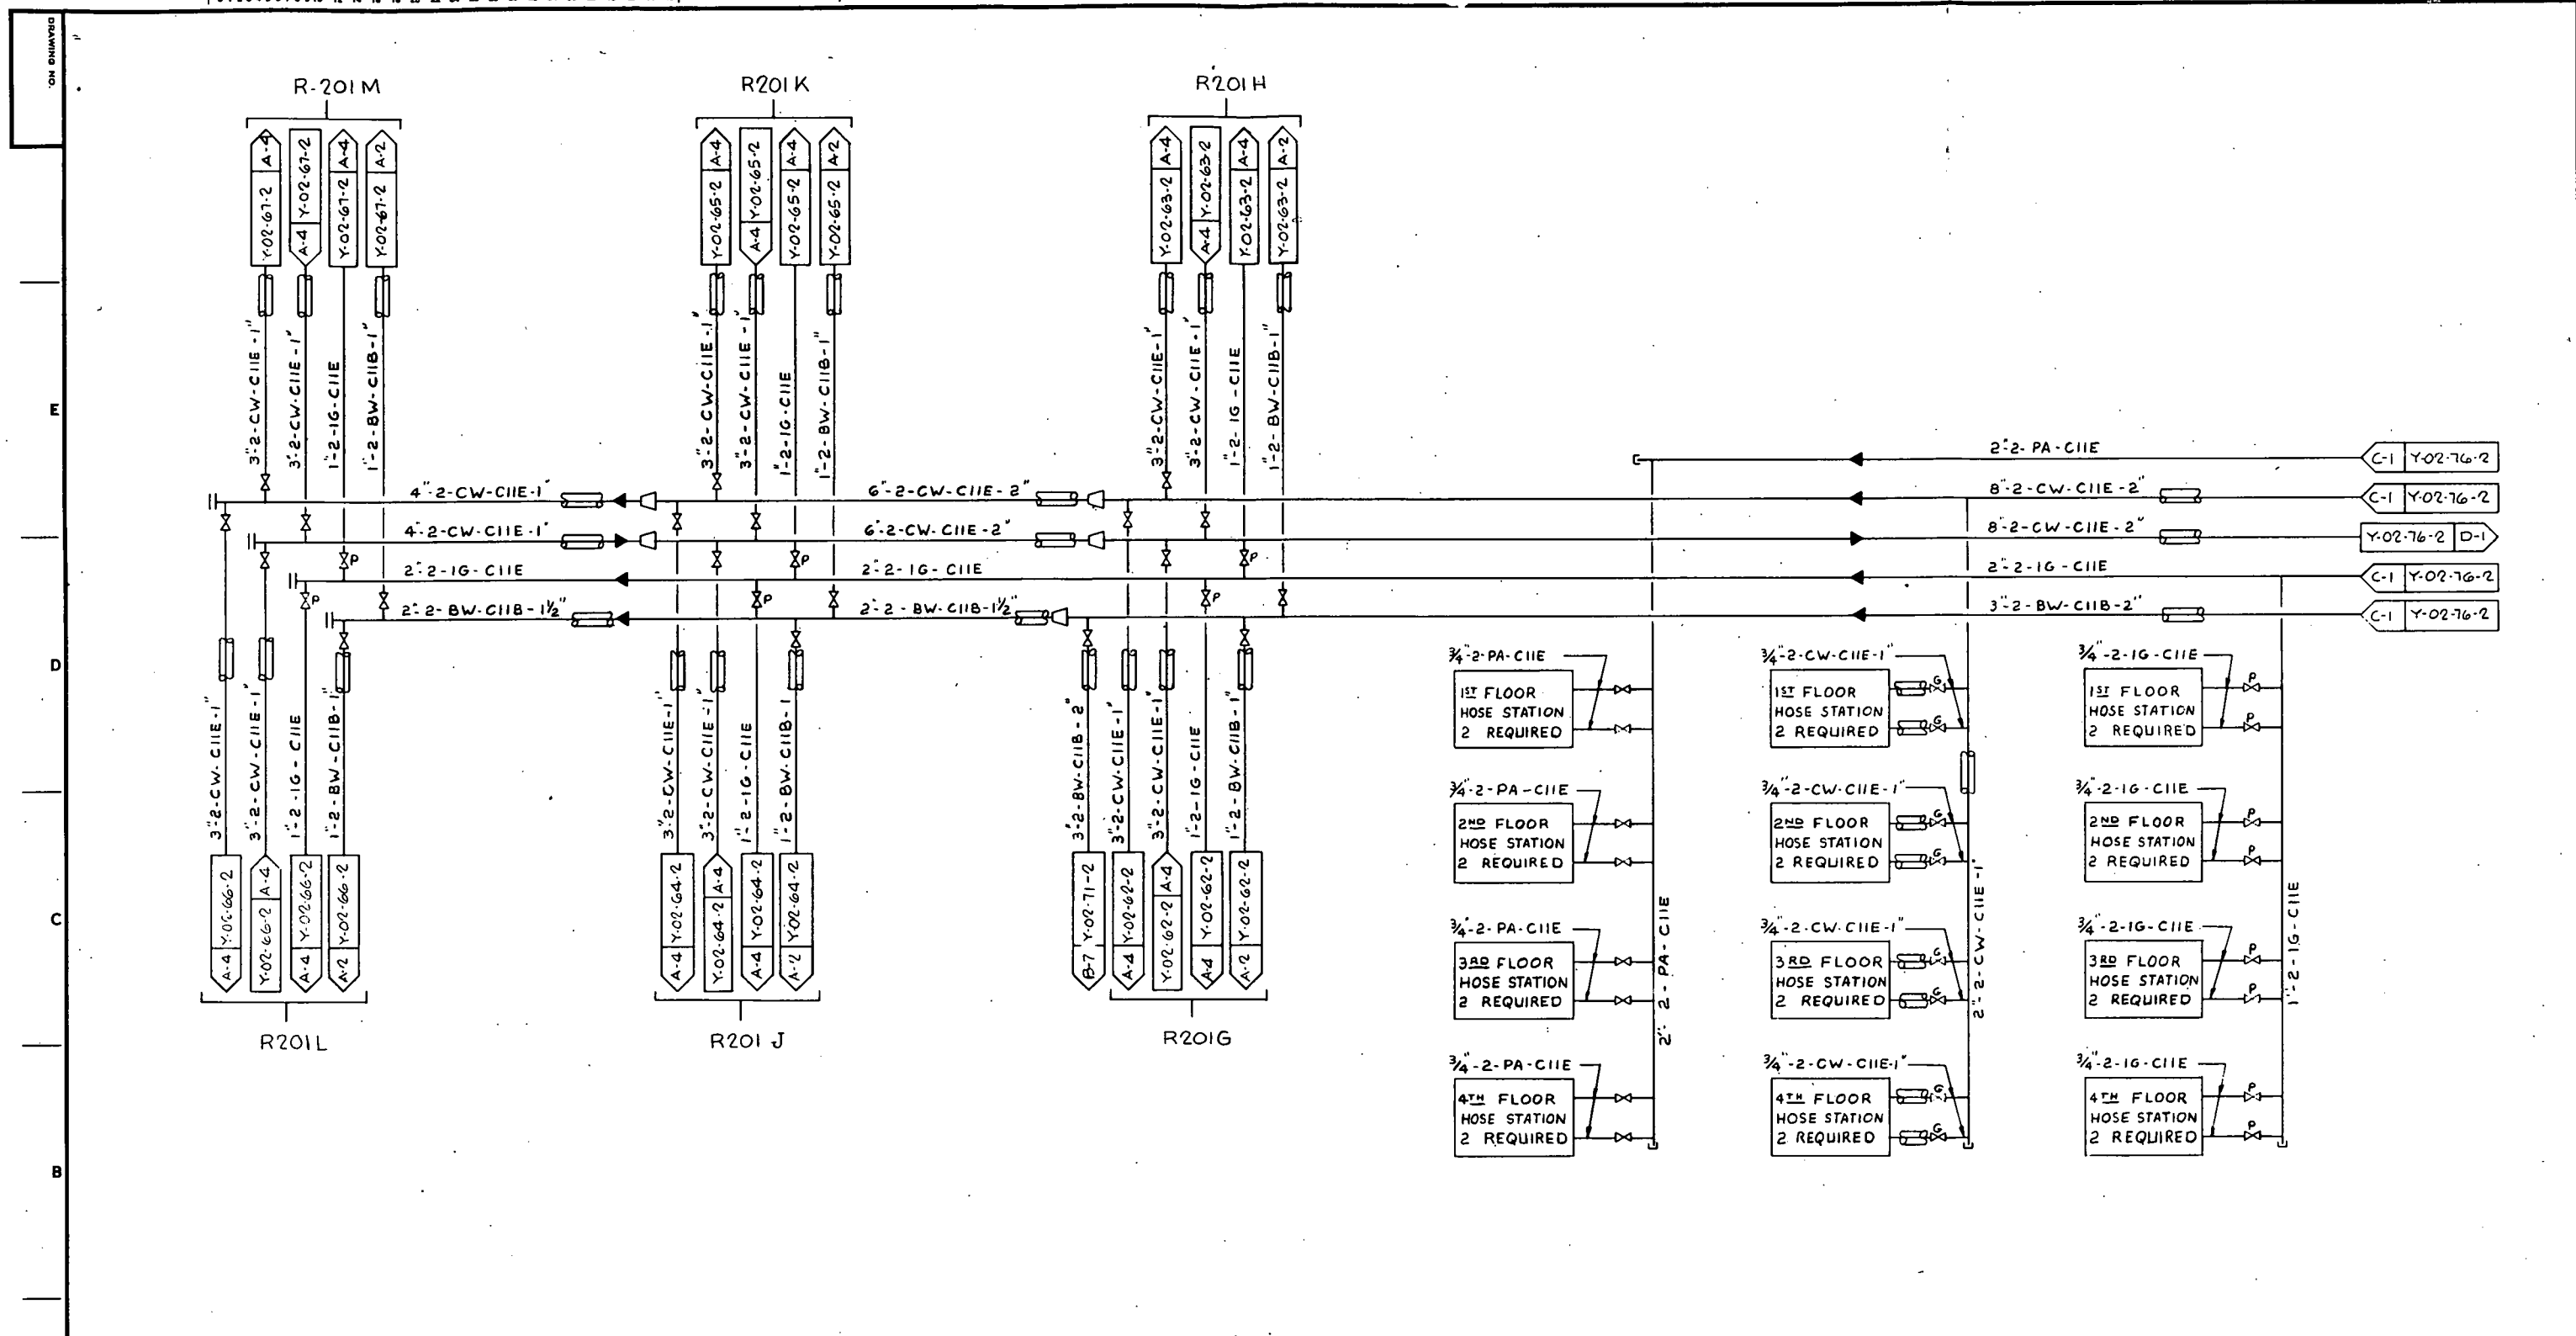 DRAWING NO.
R-201M
R201K
R201H
Y-02-67-2 A-4
A-4 Y-02-67-2
Y-02-67-2 A-4
Y-02-67-2 A-2
Y-02-65-2 A-4
A-4 Y-02-65-2
Y-02-65-2 A-4
Y-02-65-2 A-2
Y-02-63-2 A-4
A-4 Y-02-63-2
Y-02-63-2 A-4
Y-02-63-2 A-2
3"-2-CW-C11E-1"
3"-2-CW-C11E-1"
1"-2-IG-C11E
1"-2-BW-C11B-1"
3"-2-CW-C11E-1"
3"-2-CW-C11E-1"
1"-2-IG-C11E
1"-2-BW-C11B-1"
3"-2-CW-C11E-1"
3"-2-CW-C11E-1"
1"-2-IG-C11E
1"-2-BW-C11B-1"
E
2"-2-PA-C11E
C-1 Y-02-76-2
4"-2-CW-C11E-1"
6"-2-CW-C11E-2"
8"-2-CW-C11E-2"
C-1 Y-02-76-2
4"-2-CW-C11E-1"
6"-2-CW-C11E-2"
8"-2-CW-C11E-2"
Y-02-76-2 D-1
P
P
P
2"-2-IG-C11E
2"-2-IG-C11E
2"-2-IG-C11E
C-1 Y-02-76-2
P
P
P
2"-2-BW-C11B-1½"
2"-2-BW-C11B-1½"
3"-2-BW-C11B-2"
C-1 Y-02-76-2
D
3"-2-CW-C11E-1"
3"-2-CW-C11E-1"
1"-2-IG-C11E
1"-2-BW-C11B-1"
3"-2-CW-C11E-1"
3"-2-CW-C11E-1"
1"-2-IG-C11E
1"-2-BW-C11B-1"
3"-2-BW-C11B-2"
3"-2-CW-C11E-1"
3"-2-CW-C11E-1"
1"-2-IG-C11E
1"-2-BW-C11B-1"
A-4 Y-02-66-2
Y-02-66-2 A-4
A-4 Y-02-66-2
A-2 Y-02-66-2
A-4 Y-02-64-2
Y-02-64-2 A-4
A-4 Y-02-64-2
A-2 Y-02-64-2
B-7 Y-02-71-2
A-4 Y-02-62-2
Y-02-62-2 A-4
A-4 Y-02-62-2
A-2 Y-02-62-2
C
R201L
R201J
R201G
¾"-2-PA-C11E
1ST FLOOR
HOSE STATION
2 REQUIRED
¾"-2-PA-C11E
2ND FLOOR
HOSE STATION
2 REQUIRED
¾"-2-PA-C11E
3RD FLOOR
HOSE STATION
2 REQUIRED
¾"-2-PA-C11E
4TH FLOOR
HOSE STATION
2 REQUIRED
2"-2-PA-C11E
¾"-2-CW-C11E-1"
1ST FLOOR
HOSE STATION
2 REQUIRED
G
G
¾"-2-CW-C11E-1"
2ND FLOOR
HOSE STATION
2 REQUIRED
G
G
¾"-2-CW-C11E-1"
3RD FLOOR
HOSE STATION
2 REQUIRED
G
G
¾"-2-CW-C11E-1"
4TH FLOOR
HOSE STATION
2 REQUIRED
G
G
2"-2-CW-C11E-1"
¾"-2-IG-C11E
1ST FLOOR
HOSE STATION
2 REQUIRED
P
P
¾"-2-IG-C11E
2ND FLOOR
HOSE STATION
2 REQUIRED
P
P
¾"-2-IG-C11E
3RD FLOOR
HOSE STATION
2 REQUIRED
P
P
¾"-2-IG-C11E
4TH FLOOR
HOSE STATION
2 REQUIRED
P
P
1"-2-IG-C11E
B